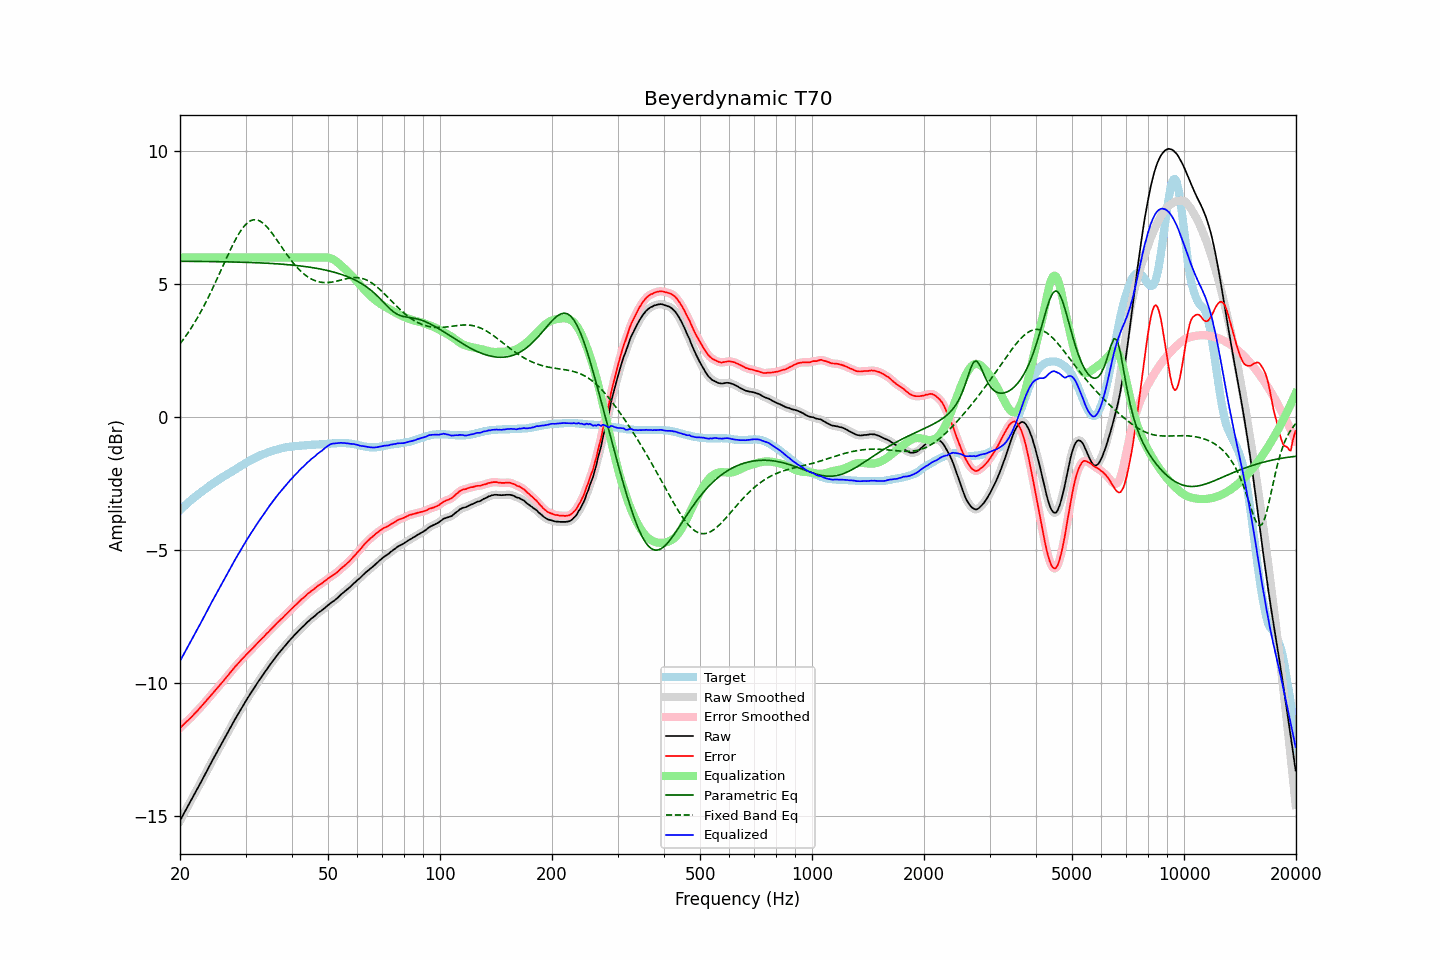 Beyerdynamic T70
10
5
0
−5
−10
−15
Amplitude (dBr)
Target
Raw Smoothed
Error Smoothed
Raw
Error
Equalization
Parametric Eq
Fixed Band Eq
Equalized
20 50 100 200 500 1000 2000 5000 10000 20000
Frequency (Hz)